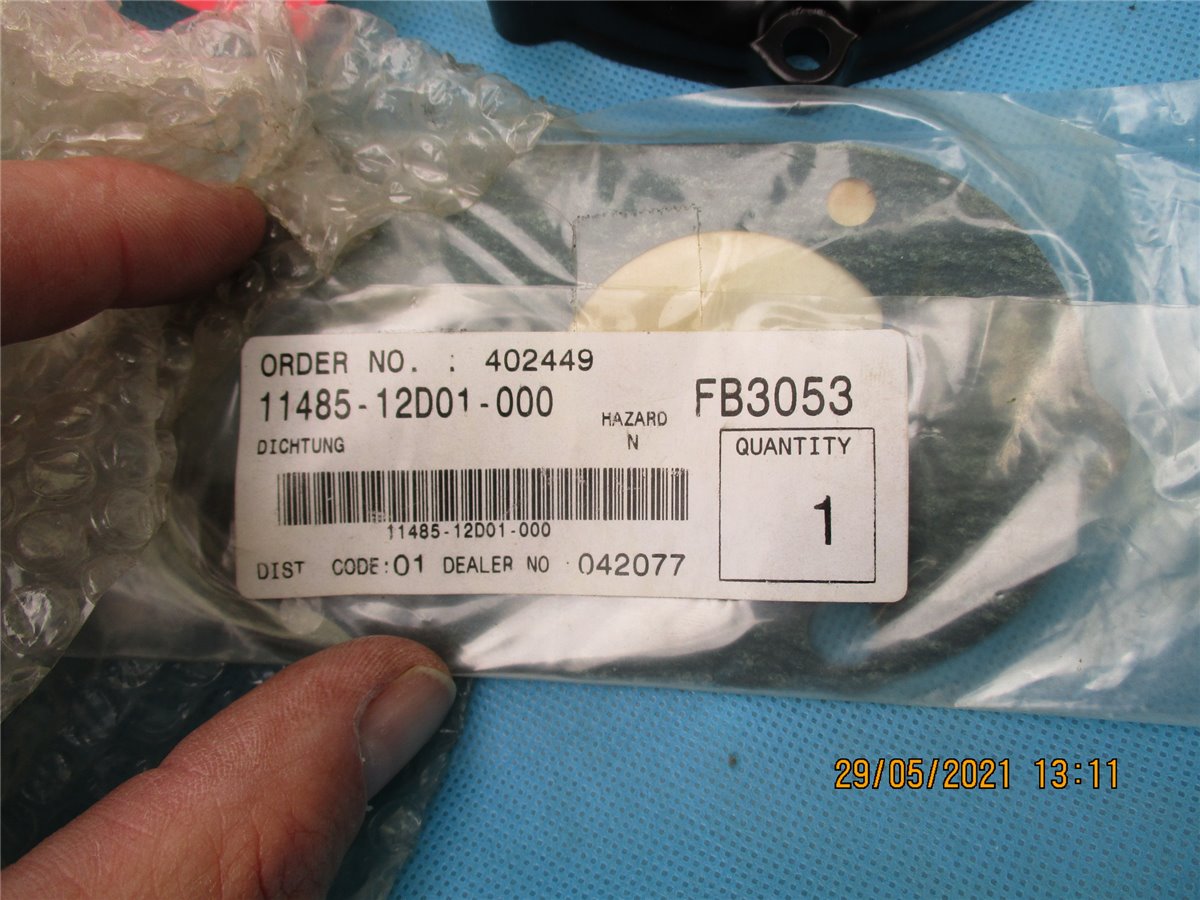 ORDER NO. : 402449
11485-12D01-000
HAZARD
N
FB3053
DICHTUNG
QUANTITY
1
11485-12D01-000
DIST CODE:01 DEALER NO 042077
29/05/2021 13:11